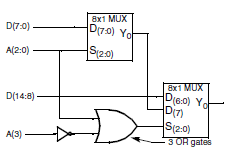 8x1 MUX
D(7:0)
D(7:0) Y0
A(2:0)
S(2:0)
8x1 MUX
D(14:8)
D(6:0) Y0
D(7)
S(2:0)
A(3)
3 OR gates